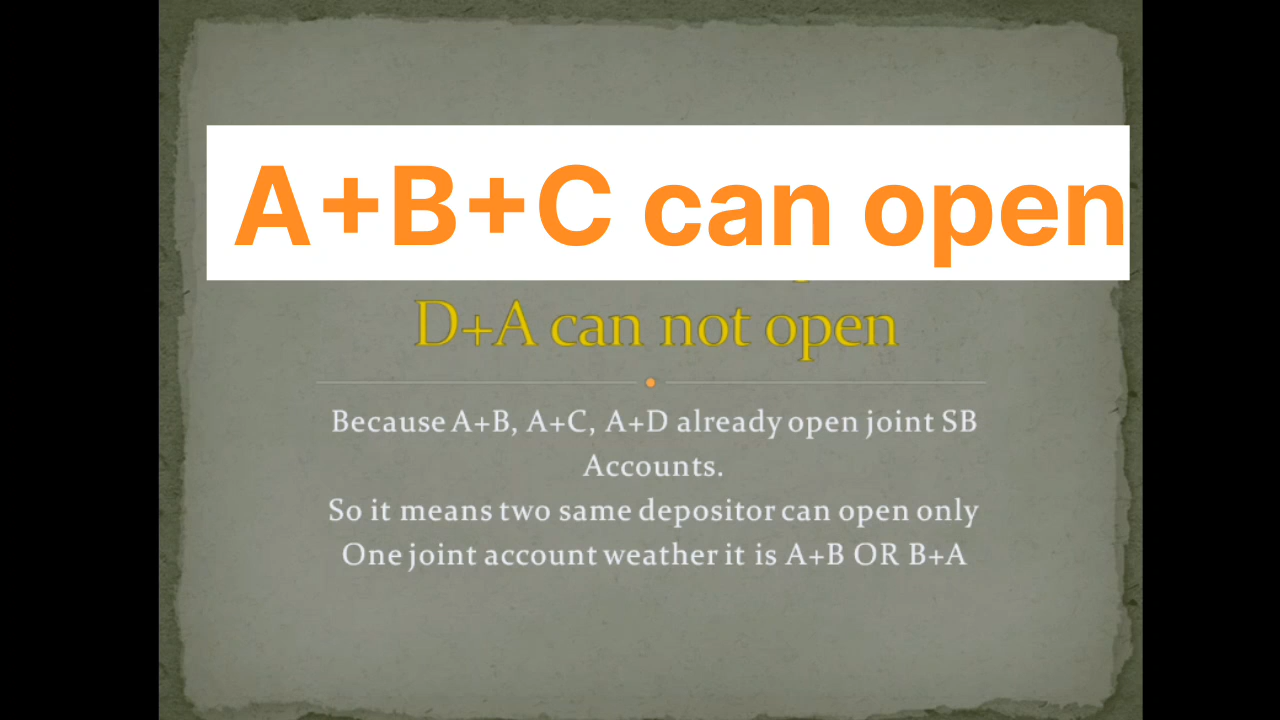 A+B+C can open
D+A can not open
Because A+B, A+C, A+D already open joint SB
Accounts.
So it means two same depositor can open only
One joint account weather it is A+B OR B+A